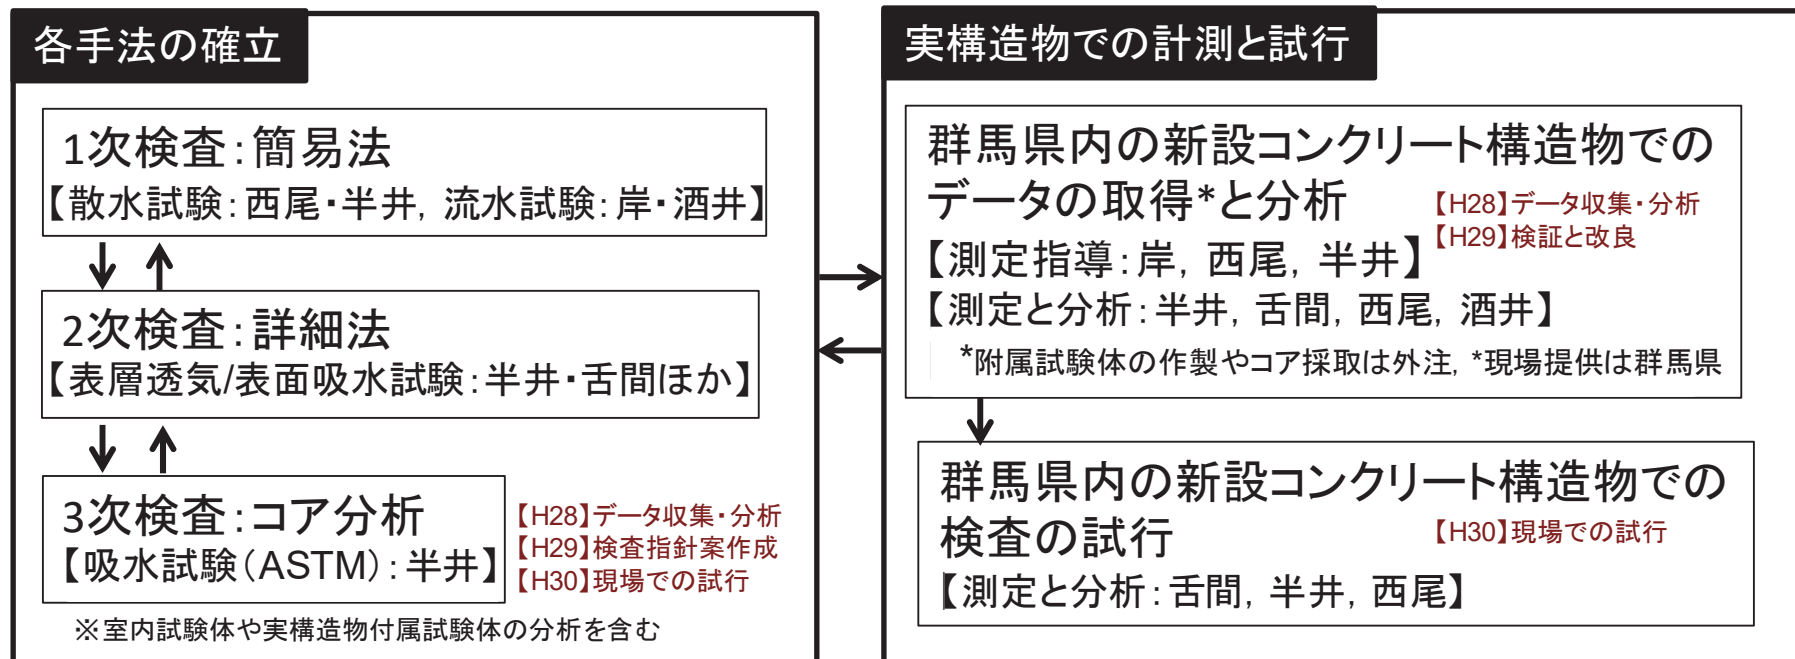 各手法の確立
1次検査：簡易法
【散水試験：西尾・半井, 流水試験：岸・酒井】
2次検査：詳細法
【表層透気/表面吸水試験：半井・舌間ほか】
3次検査：コア分析
【吸水試験（ASTM）：半井】
【H28】データ収集・分析
【H29】検査指針案作成
【H30】現場での試行
※室内試験体や実構造物付属試験体の分析を含む
実構造物での計測と試行
群馬県内の新設コンクリート構造物での
データの取得*と分析
【H28】データ収集・分析
【H29】検証と改良
【測定指導：岸, 西尾, 半井】
【測定と分析：半井, 舌間, 西尾, 酒井】
*附属試験体の作製やコア採取は外注, *現場提供は群馬県
群馬県内の新設コンクリート構造物での
検査の試行
【H30】現場での試行
【測定と分析：舌間, 半井, 西尾】